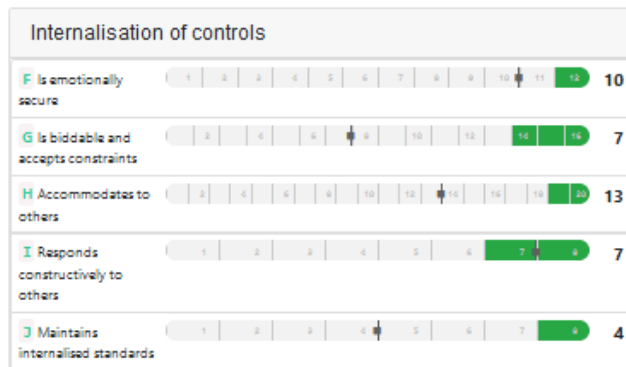 Internalisation of controls
F Is emotionally
secure
1 2 3 4 5 6 7 8 9 10 11 12
10
G Is biddable and
accepts constraints
2 4 6 8 10 12 14 16
7
H Accommodates to
others
2 4 6 8 10 12 14 16 18 20
13
I Responds
constructively to
others
1 2 3 4 5 6 7 8
7
J Maintains
internalised standards
1 2 3 4 5 6 7 8
4